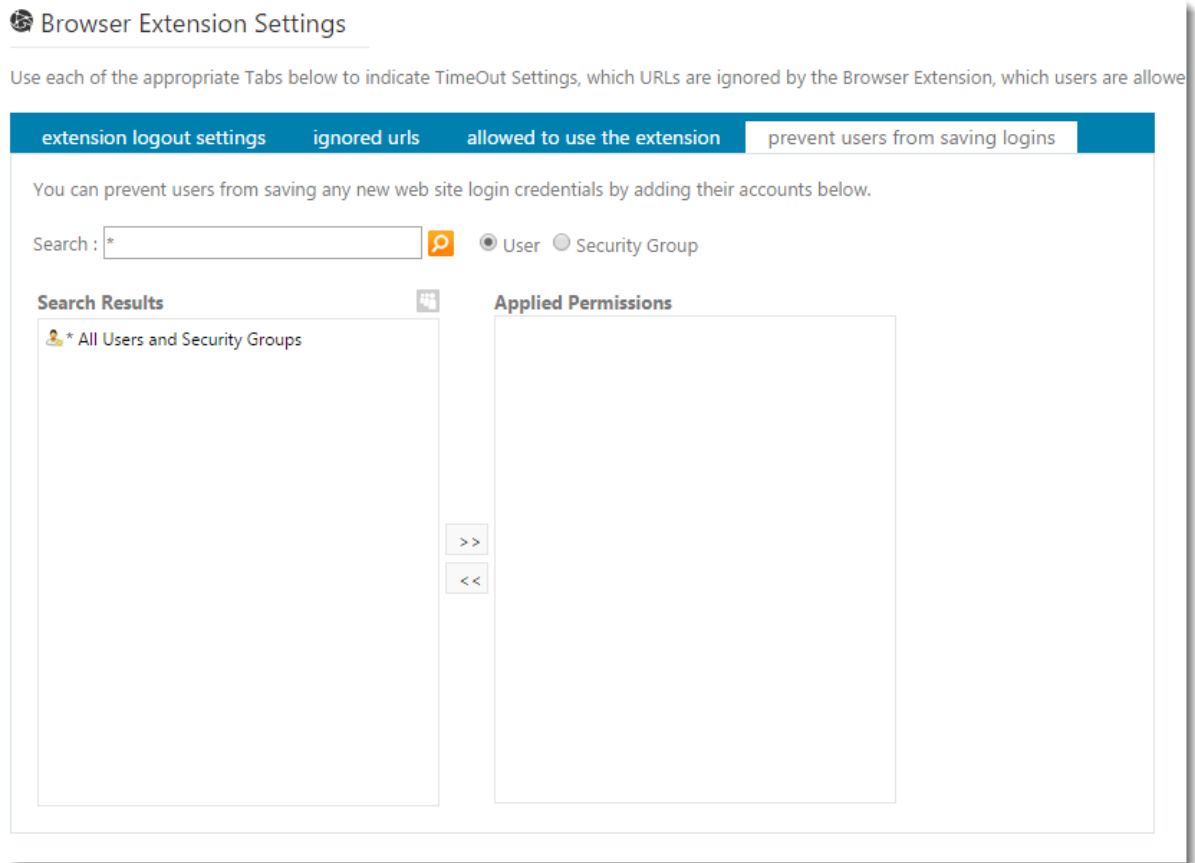 Browser Extension Settings
Use each of the appropriate Tabs below to indicate TimeOut Settings, which URLs are ignored by the Browser Extension, which users are allowe
extension logout settings ignored urls allowed to use the extension prevent users from saving logins
You can prevent users from saving any new web site login credentials by adding their accounts below.
Search : * User Security Group
Search Results Applied Permissions
* All Users and Security Groups
>>
<<